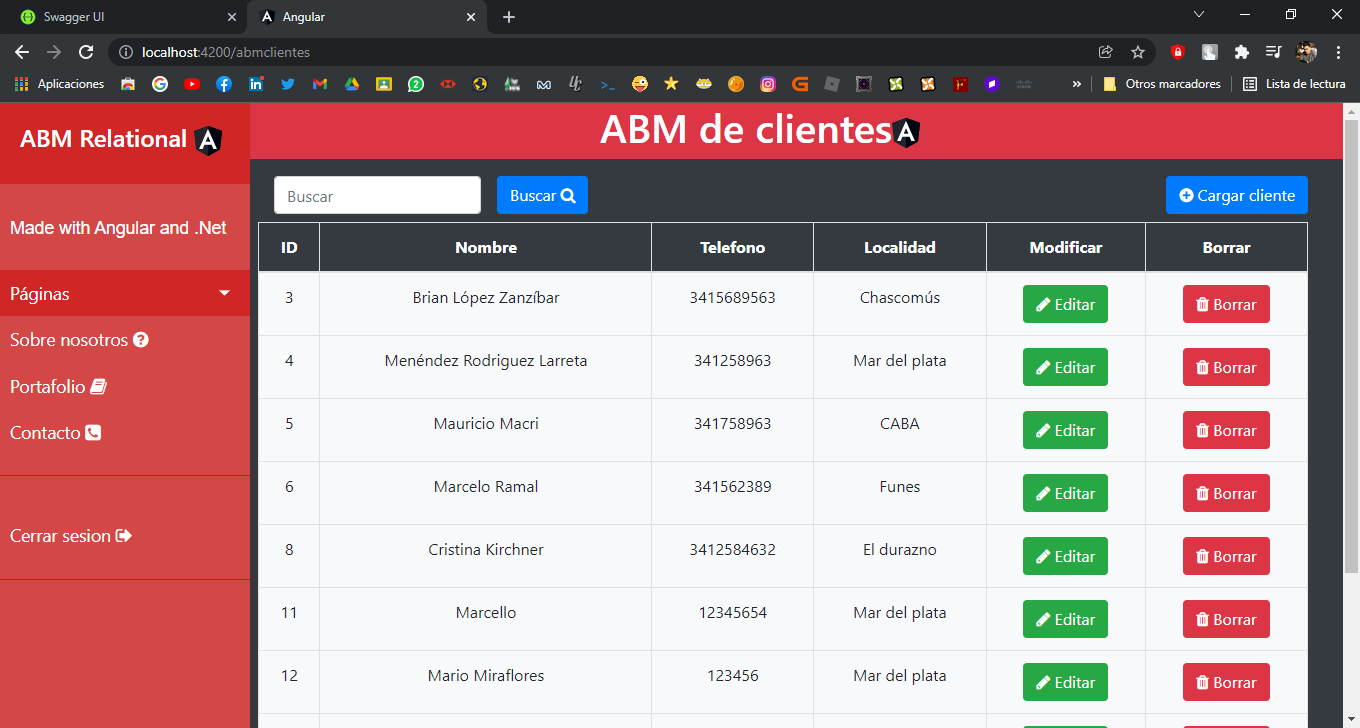 Swagger UI
Angular
localhost:4200/abmclientes
Aplicaciones
Otros marcadores
Lista de lectura
ABM Relational
Made with Angular and .Net
Páginas
Sobre nosotros
Portafolio
Contacto
Cerrar sesion
ABM de clientes
Buscar
Buscar
Cargar cliente
ID Nombre Telefono Localidad Modificar Borrar
3 Brian López Zanzíbar 3415689563 Chascomús Editar Borrar
4 Menéndez Rodriguez Larreta 341258963 Mar del plata Editar Borrar
5 Mauricio Macri 341758963 CABA Editar Borrar
6 Marcelo Ramal 341562389 Funes Editar Borrar
8 Cristina Kirchner 3412584632 El durazno Editar Borrar
11 Marcello 12345654 Mar del plata Editar Borrar
12 Mario Miraflores 123456 Mar del plata Editar Borrar